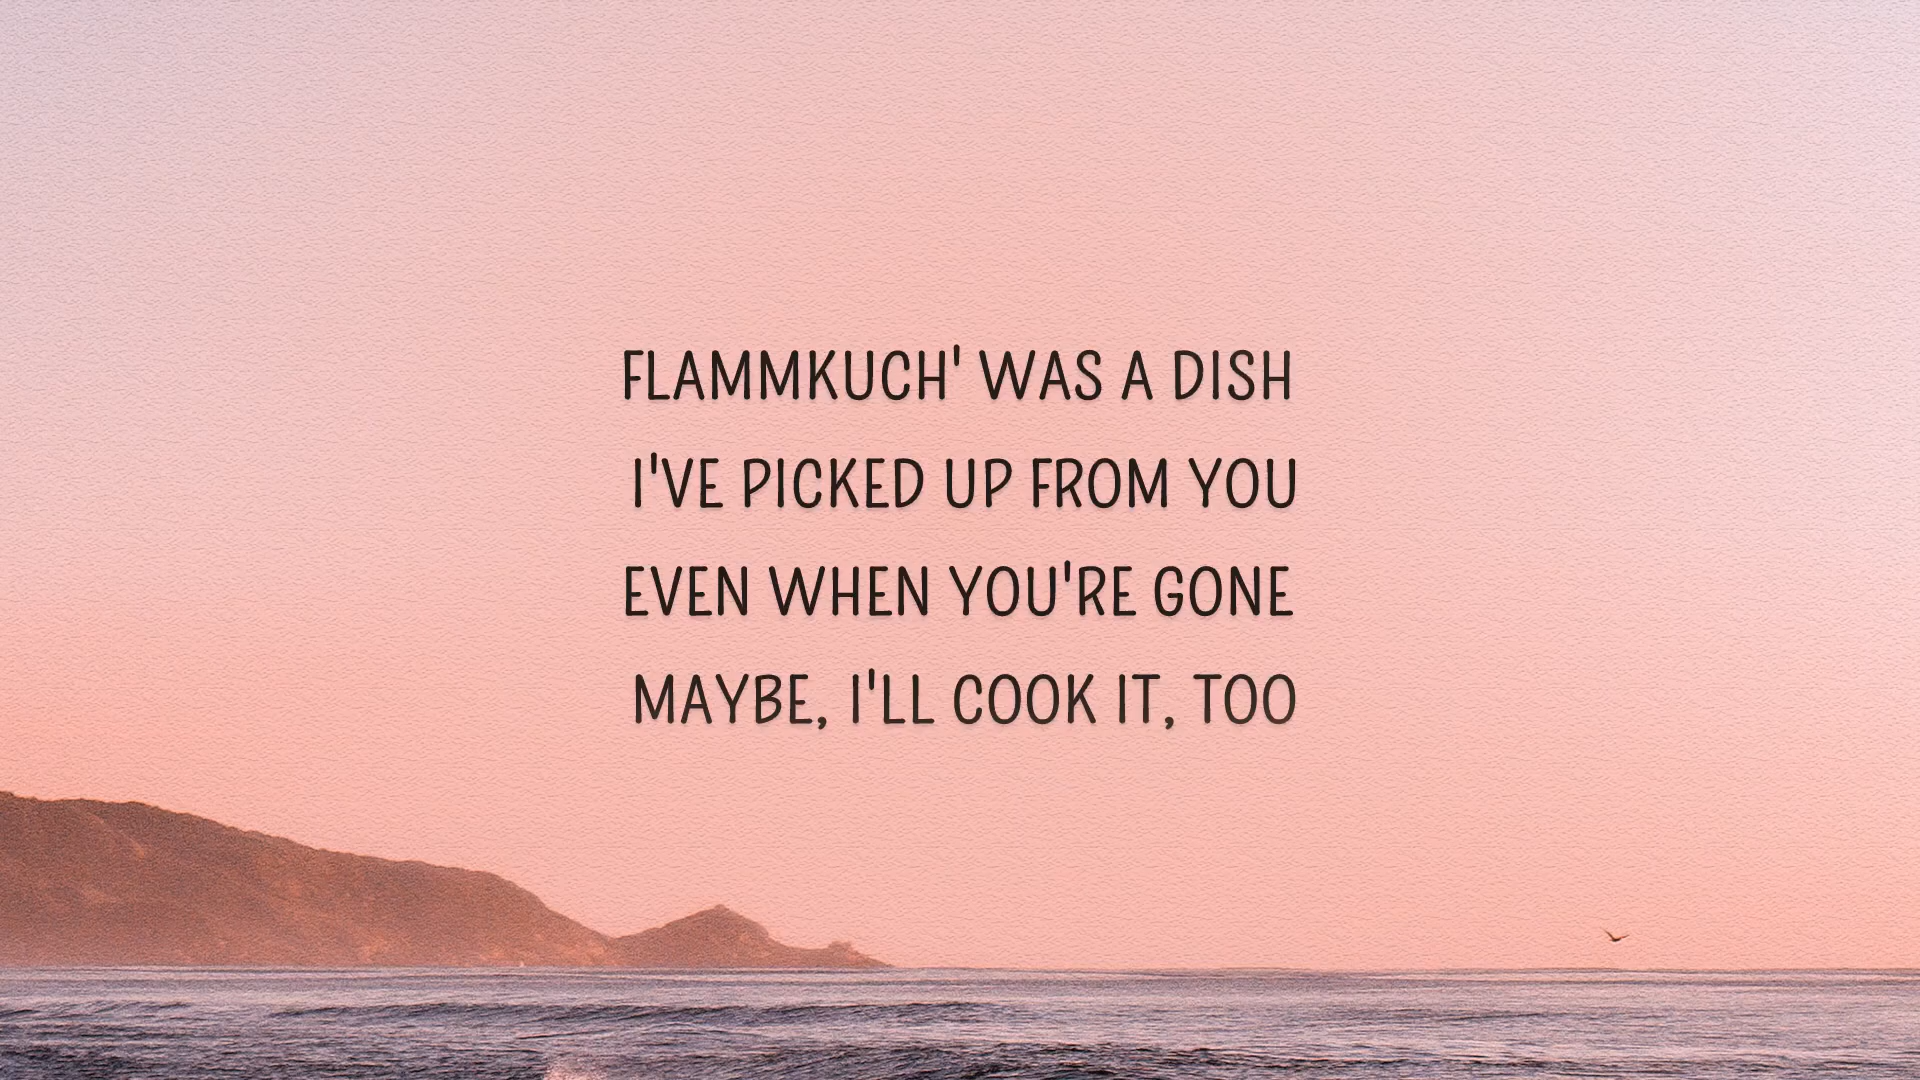 FLAMMKUCH' WAS A DISH
I'VE PICKED UP FROM YOU
EVEN WHEN YOU'RE GONE
MAYBE, I'LL COOK IT, TOO